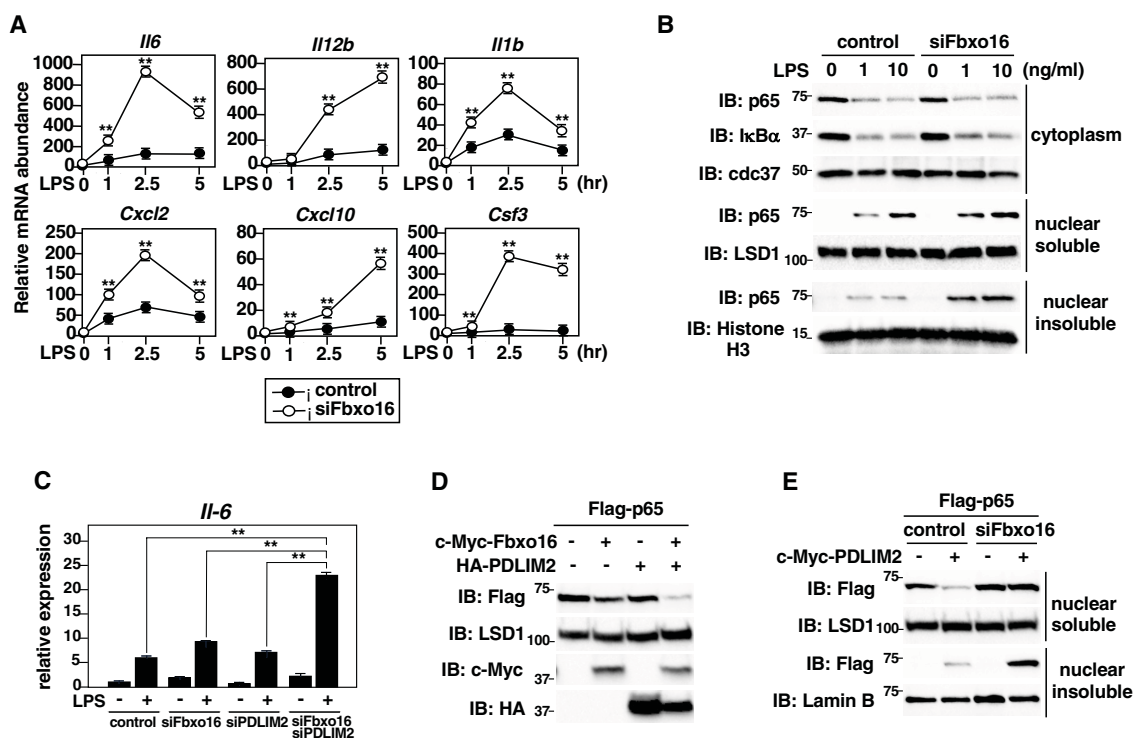 A
Il6
Il12b
Il1b
Relative mRNA abundance
1000
800
600
400
200
0
800
600
400
200
0
100
80
60
40
20
0
** ** **
** **
** ** **
LPS 0 1 2.5 5
0 1 2.5 5
0 1 2.5 5 (hr)
Cxcl2
Cxcl10
Csf3
250
200
150
100
50
0
80
60
40
20
0
500
400
300
200
100
0
** ** **
** ** **
** ** **
LPS 0 1 2.5 5
0 1 2.5 5
0 1 2.5 5 (hr)
¡ control
¡ siFbxo16
B
control siFbxo16
LPS 0 1 10 0 1 10 (ng/ml)
IB: p65 75
IB: IκBα 37
IB: cdc37 50
cytoplasm
IB: p65 75
IB: LSD1 100
nuclear
soluble
IB: p65 75
IB: Histone 15
H3
nuclear
insoluble
C
Il-6
relative expression
30
25
20
15
10
5
0
**
**
**
LPS - + - + - + - +
control siFbxo16 siPDLIM2 siFbxo16
siPDLIM2
D
Flag-p65
c-Myc-Fbxo16 - + - +
HA-PDLIM2 - - + +
IB: Flag 75
IB: LSD1 100
IB: c-Myc 37
IB: HA 37
E
Flag-p65
control siFbxo16
c-Myc-PDLIM2 - + - +
IB: Flag 75
IB: LSD1 100
nuclear
soluble
IB: Flag 75
IB: Lamin B 75
nuclear
insoluble